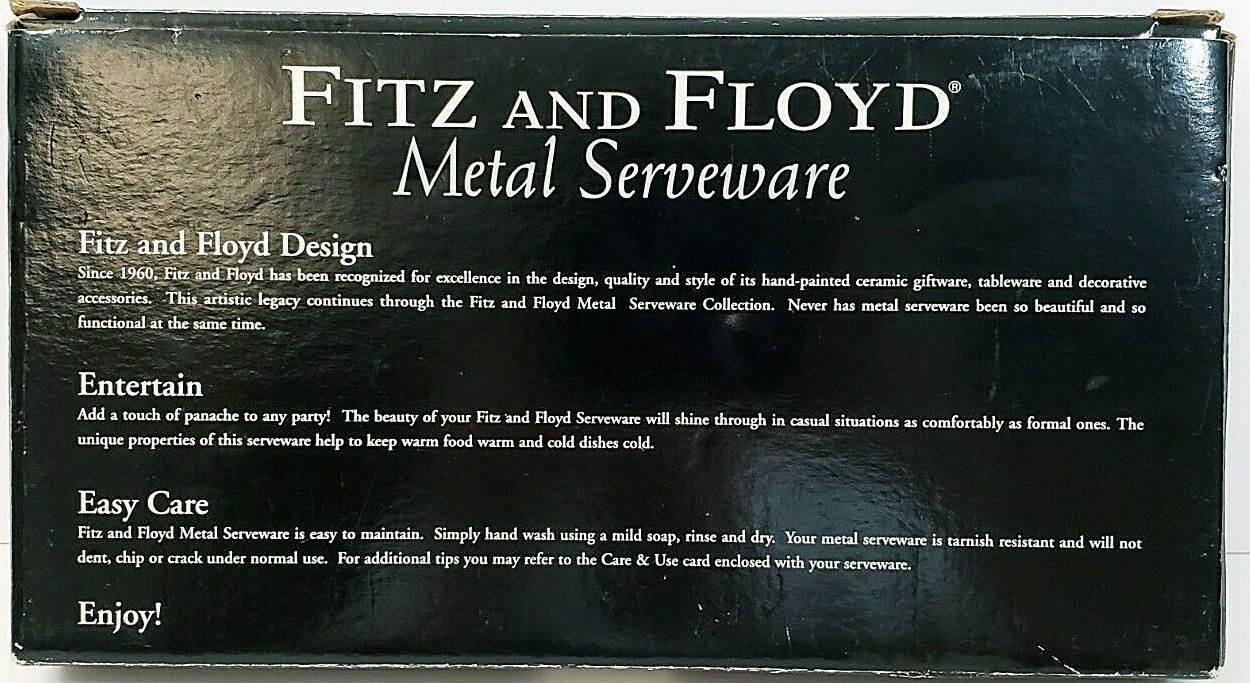 FITZ AND FLOYD®
Metal Serveware
Fitz and Floyd Design
Since 1960, Fitz and Floyd has been recognized for excellence in the design, quality and style of its hand-painted ceramic giftware, tableware and decorative
accessories. This artistic legacy continues through the Fitz and Floyd Metal Serveware Collection. Never has metal serveware been so beautiful and so
functional at the same time.
Entertain
Add a touch of panache to any party! The beauty of your Fitz and Floyd Serveware will shine through in casual situations as comfortably as formal ones. The
unique properties of this serveware help to keep warm food warm and cold dishes cold.
Easy Care
Fitz and Floyd Metal Serveware is easy to maintain. Simply hand wash using a mild soap, rinse and dry. Your metal serveware is tarnish resistant and will not
dent, chip or crack under normal use. For additional tips you may refer to the Care & Use card enclosed with your serveware.
Enjoy!